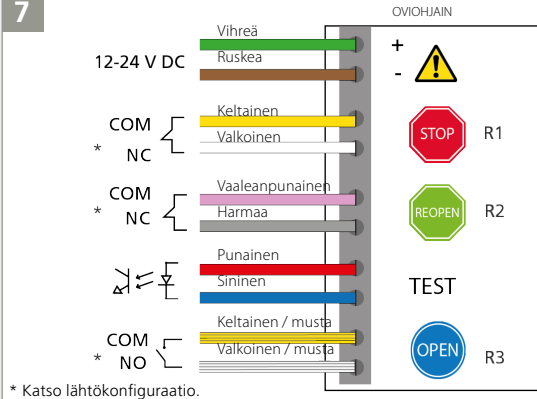 7
OVIOHJAIN
12-24 V DC
Vihreä
Ruskea
+
-
COM
* NC
Keltainen
Valkoinen
STOP
R1
COM
* NC
Vaaleanpunainen
Harmaa
REOPEN
R2
Punainen
Sininen
TEST
COM
* NO
Keltainen / musta
Valkoinen / musta
OPEN
R3
* Katso lähtökonfiguraatio.